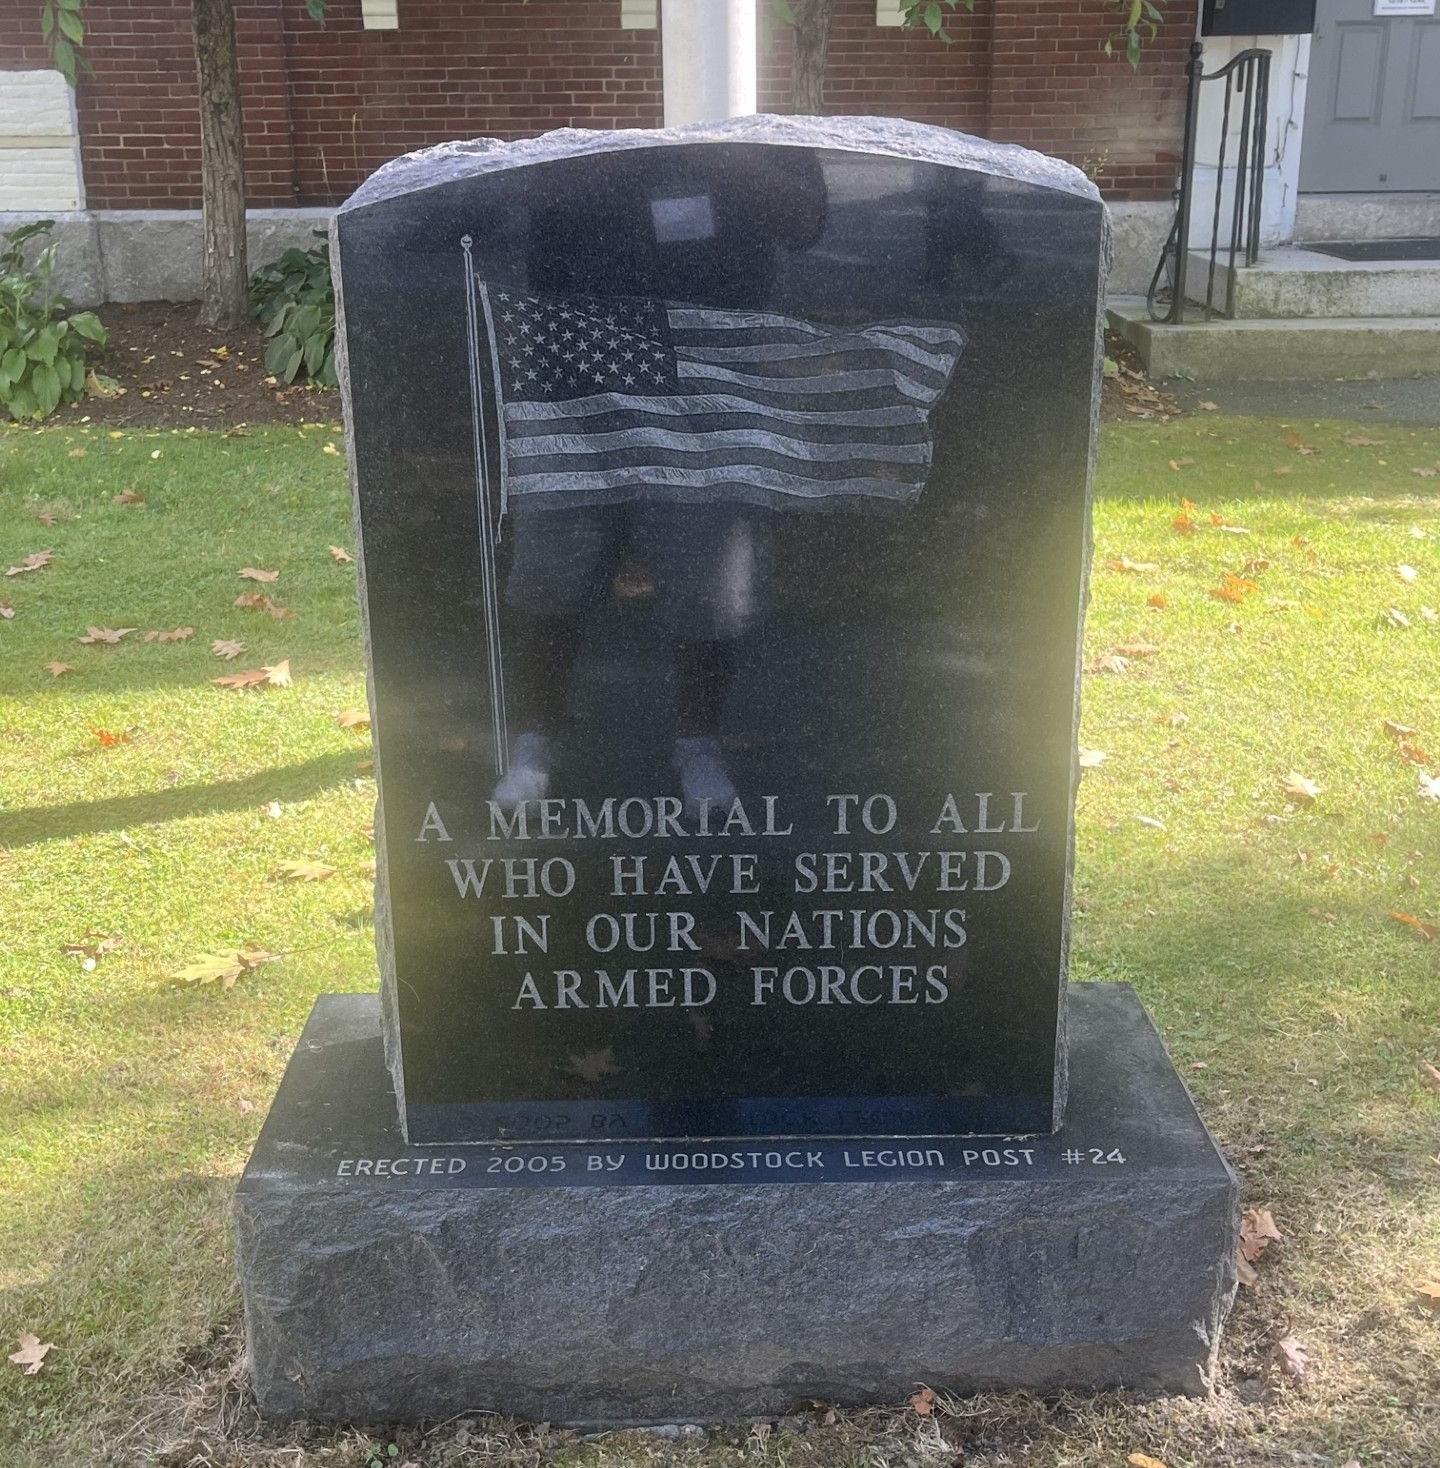 A MEMORIAL TO ALL
WHO HAVE SERVED
IN OUR NATIONS
ARMED FORCES
ERECTED 2005 BY WOODSTOCK LEGION POST #24